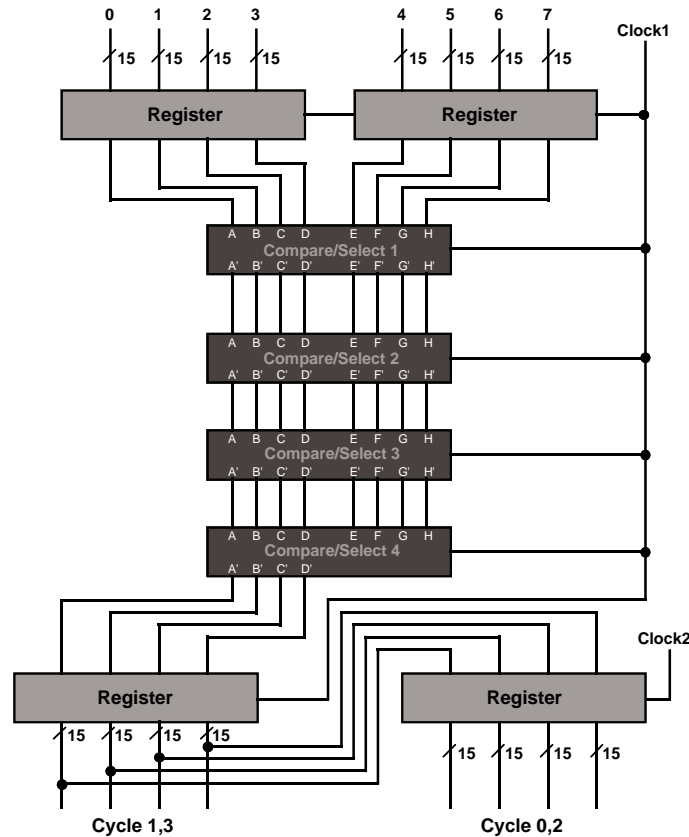 0 1 2 3 4 5 6 7
Clock1
15 15 15 15 15 15 15 15
Register Register
A B C D E F G H
Compare/Select 1
A' B' C' D' E' F' G' H'
A B C D E F G H
Compare/Select 2
A' B' C' D' E' F' G' H'
A B C D E F G H
Compare/Select 3
A' B' C' D' E' F' G' H'
A B C D E F G H
Compare/Select 4
A' B' C' D'
Clock2
Register Register
15 15 15 15
15 15 15 15
Cycle 1,3 Cycle 0,2